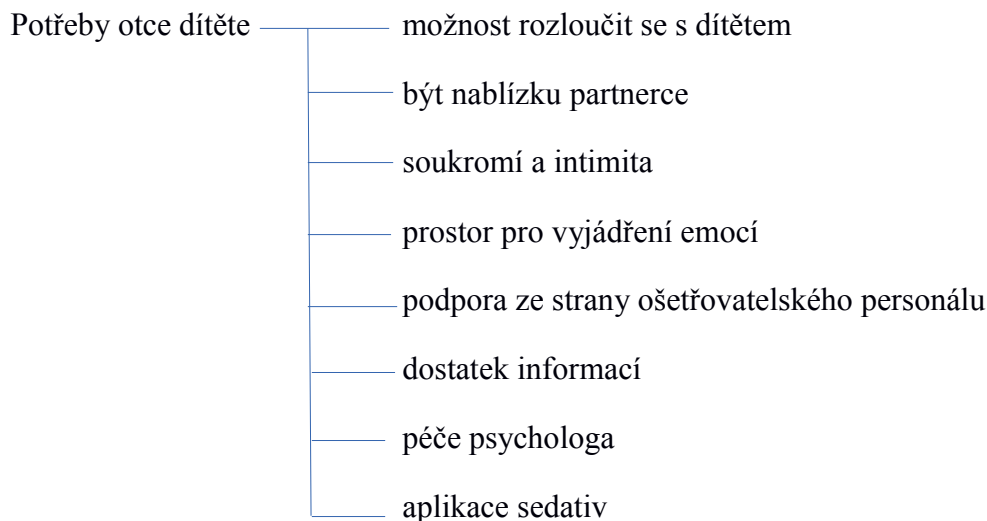 Potřeby otce dítěte možnost rozloučit se s dítětem
být nablízku partnerce
soukromí a intimita
prostor pro vyjádření emocí
podpora ze strany ošetřovatelského personálu
dostatek informací
péče psychologa
aplikace sedativ